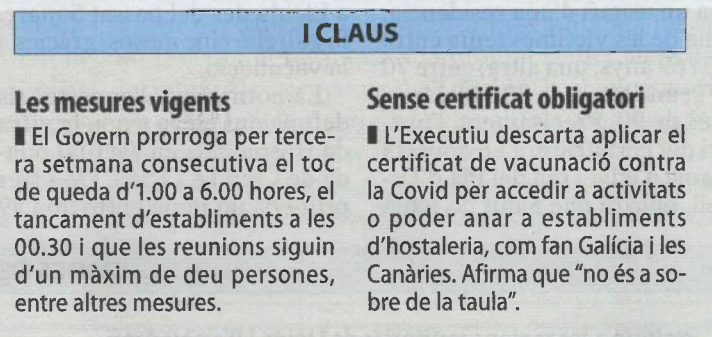 I CLAUS
Les mesures vigents
▌El Govern prorroga per terce-
ra setmana consecutiva el toc
de queda d'1.00 a 6.00 hores, el
tancament d'establiments a les
00.30 i que les reunions siguin
d'un màxim de deu persones,
entre altres mesures.
Sense certificat obligatori
▌L'Executiu descarta aplicar el
certificat de vacunació contra
la Covid per accedir a activitats
o poder anar a establiments
d'hostaleria, com fan Galícia i les
Canàries. Afirma que "no és a so-
bre de la taula".